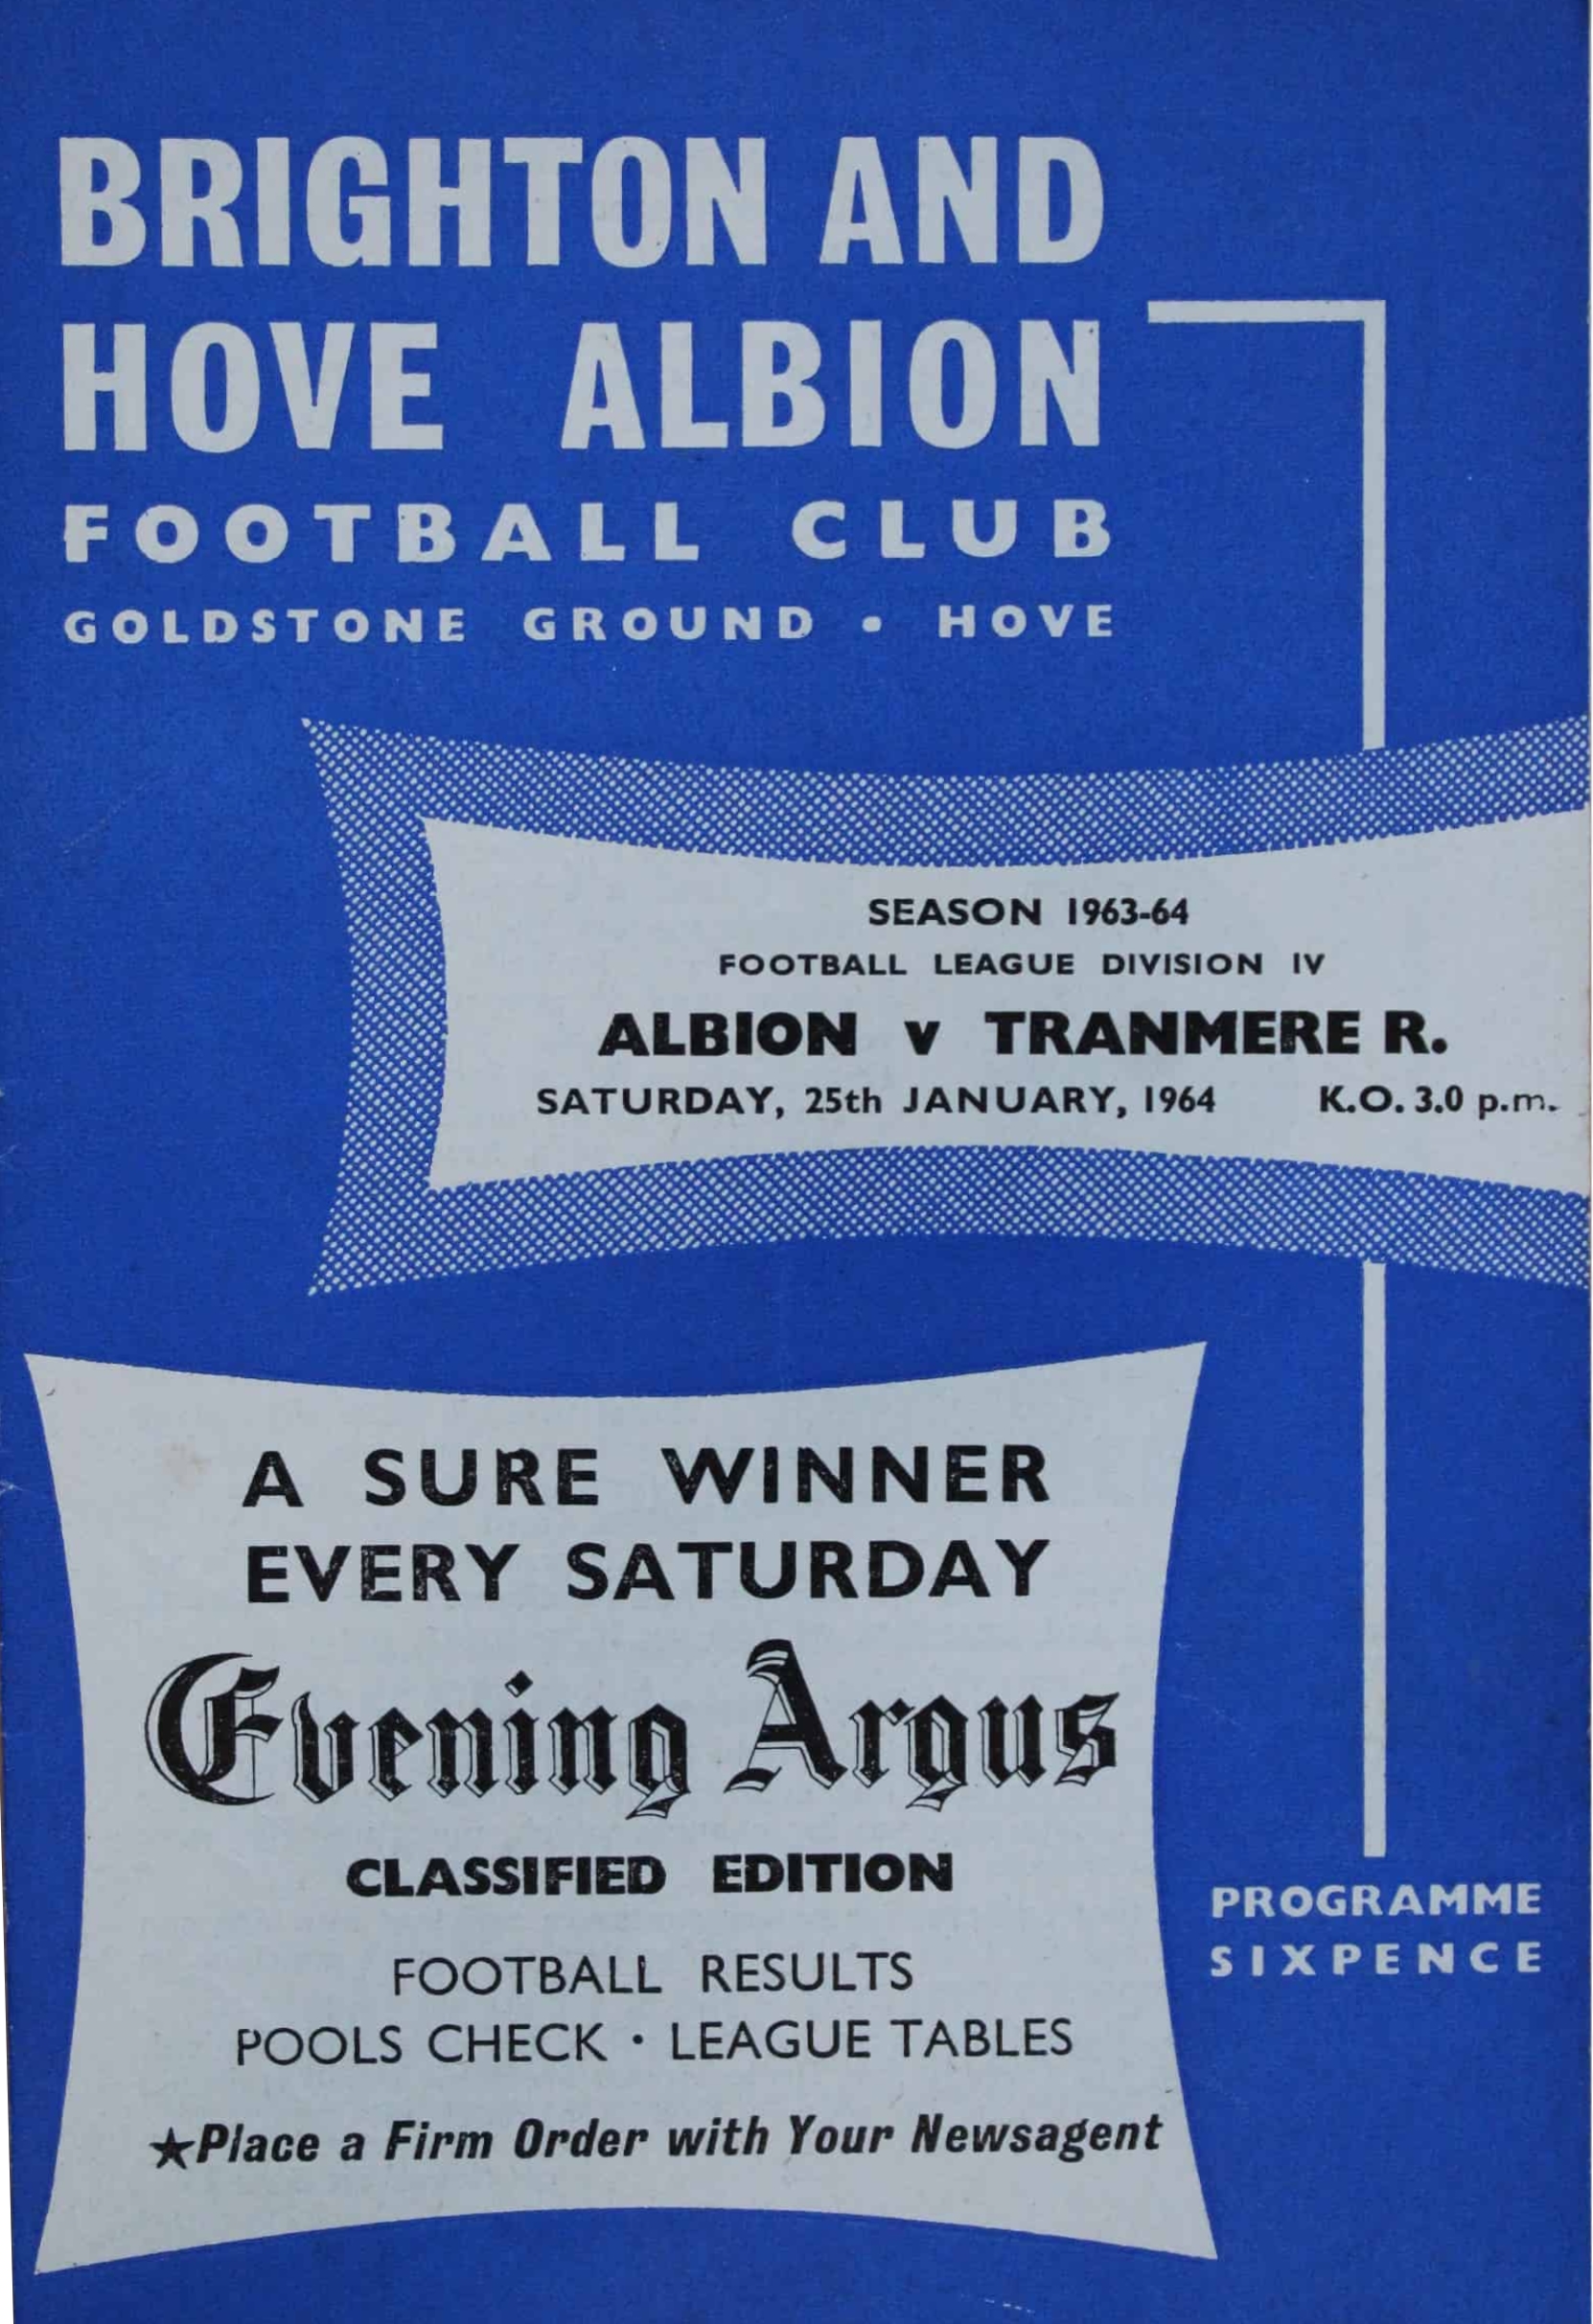 BRIGHTON AND
HOVE ALBION
FOOTBALL CLUB
GOLDSTONE GROUND • HOVE
SEASON 1963-64
FOOTBALL LEAGUE DIVISION IV
ALBION v TRANMERE R.
SATURDAY, 25th JANUARY, 1964 K.O. 3.0 p.m.
A SURE WINNER
EVERY SATURDAY
Evening Argus
CLASSIFIED EDITION
FOOTBALL RESULTS
POOLS CHECK • LEAGUE TABLES
★Place a Firm Order with Your Newsagent
PROGRAMME
SIXPENCE